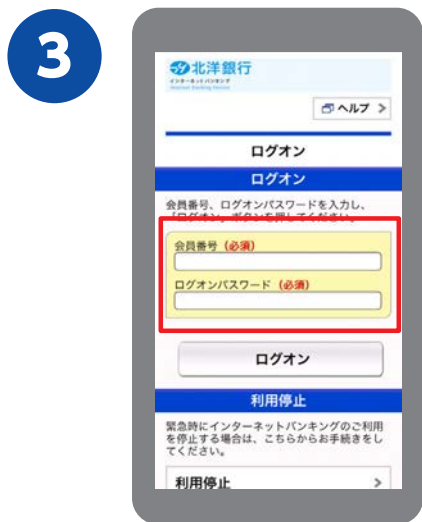 3
北洋銀行
インターネットバンキング
Internet Banking Service
ヘルプ >
ログオン
ログオン
会員番号、ログオンパスワードを入力し、
「ログオン」ボタンを押してください。
会員番号 (必須)
ログオンパスワード (必須)
ログオン
利用停止
緊急時にインターネットバンキングのご利用
を停止する場合は、こちらからお手続きをし
てください。
利用停止 >